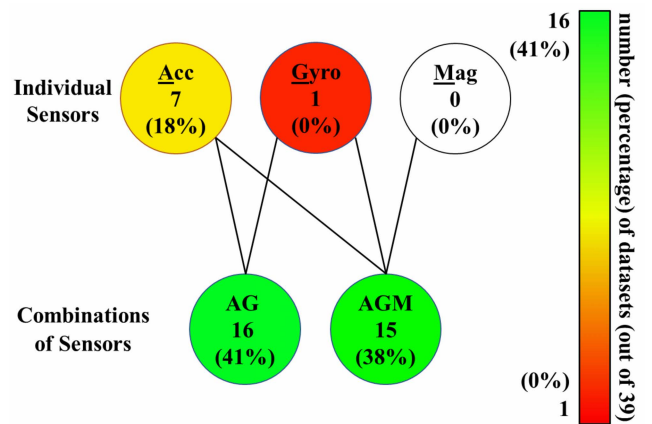 Individual
Sensors
Acc
7
(18%)
Gyro
1
(0%)
Mag
0
(0%)
Combinations
of Sensors
AG
16
(41%)
AGM
15
(38%)
16
(41%)
(0%)
1
number (percentage) of datasets (out of 39)